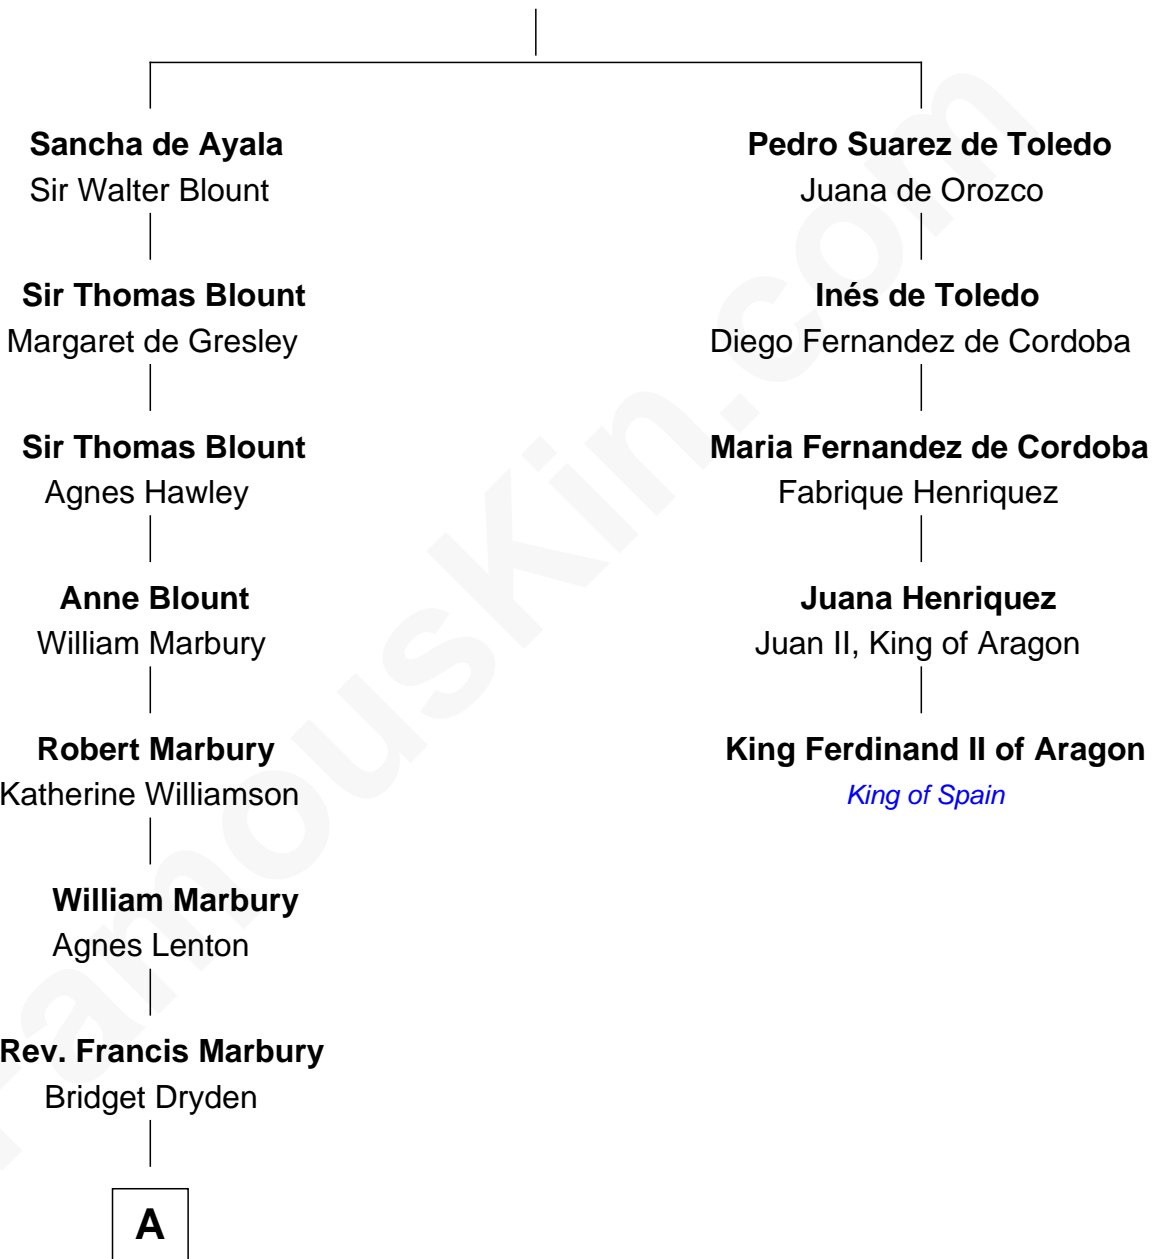 Sancha de Ayala
Sir Walter Blount
Sir Thomas Blount
Margaret de Gresley
Sir Thomas Blount
Agnes Hawley
Anne Blount
William Marbury
Robert Marbury
Katherine Williamson
William Marbury
Agnes Lenton
Rev. Francis Marbury
Bridget Dryden
A
Pedro Suarez de Toledo
Juana de Orozco
Inés de Toledo
Diego Fernandez de Cordoba
Maria Fernandez de Cordoba
Fabrique Henriquez
Juana Henriquez
Juan II, King of Aragon
King Ferdinand II of Aragon
King of Spain
FamousKin.com